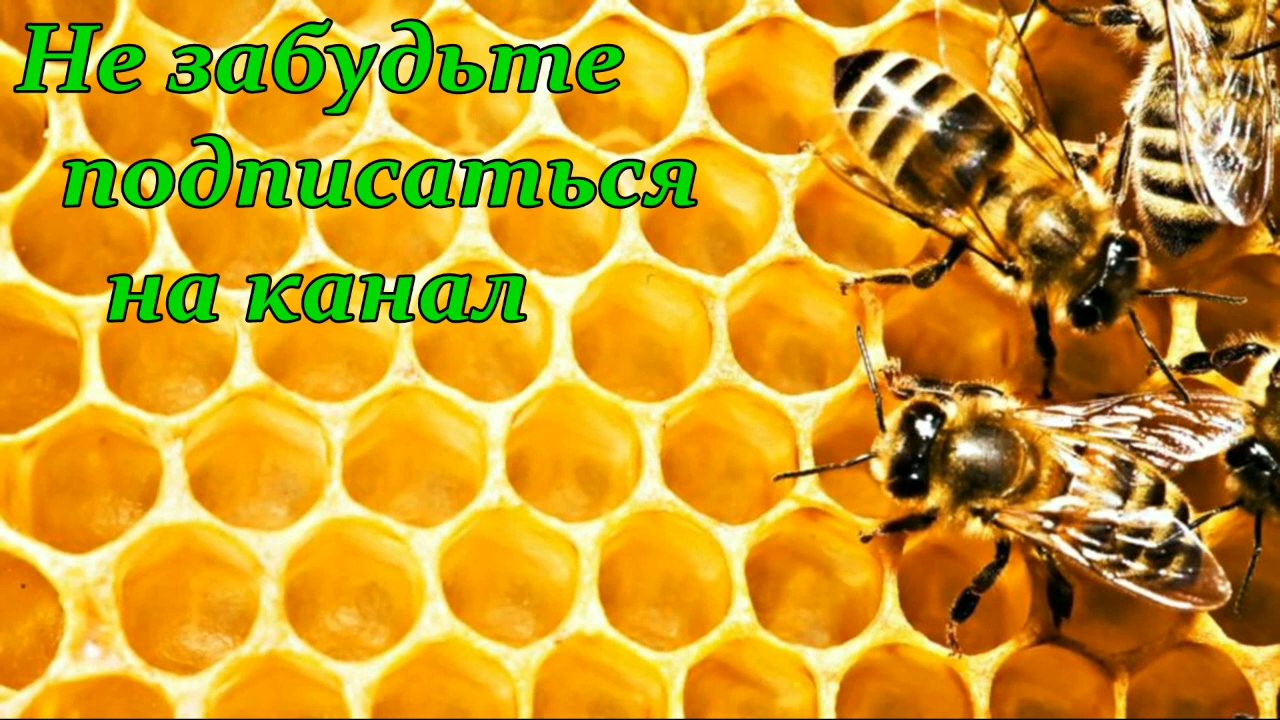 Не забудьте
подписаться
на канал